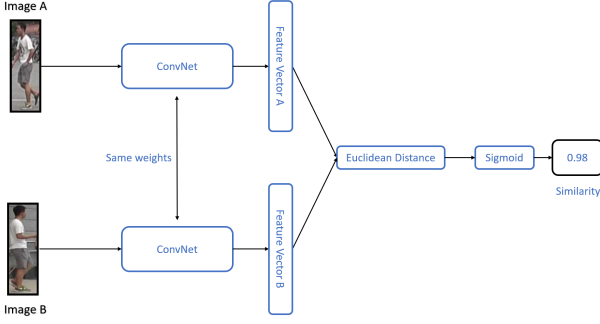 Image A
ConvNet
Feature Vector A
Same weights
Euclidean Distance
Sigmoid
0.98
Similarity
ConvNet
Feature Vector B
Image B